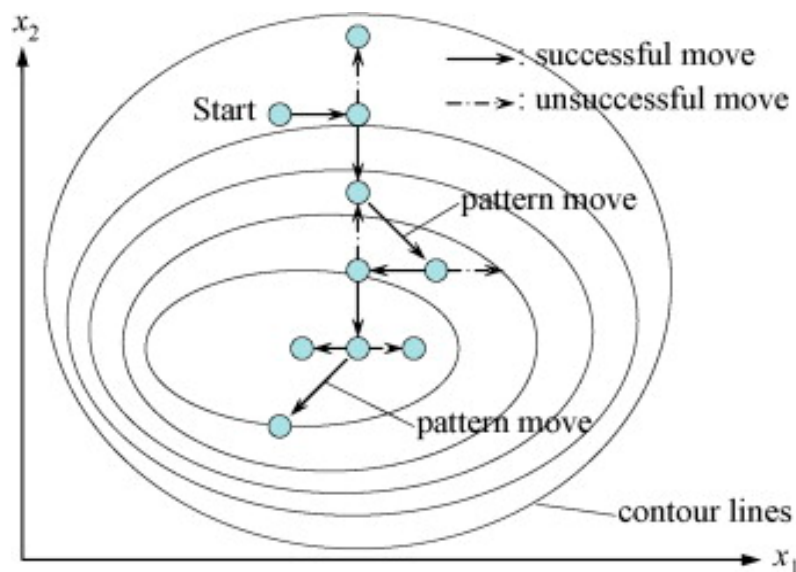 x2
: successful move
: unsuccessful move
Start
pattern move
pattern move
contour lines
x1